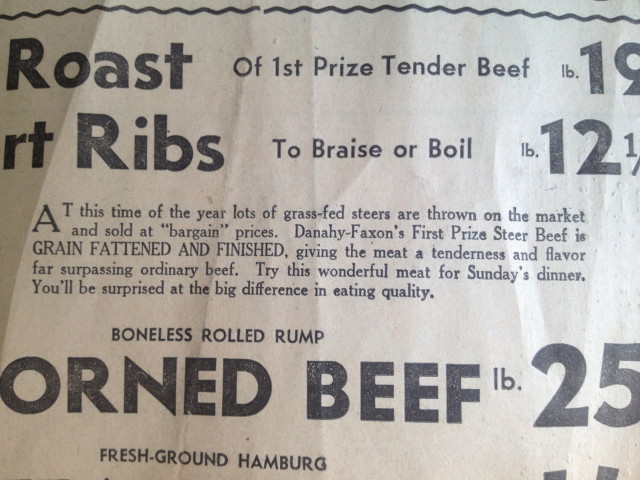 Roast Of 1st Prize Tender Beef lb. 19
rt Ribs To Braise or Boil lb. 12½
AT this time of the year lots of grass-fed steers are thrown on the market
and sold at "bargain" prices. Danahy-Faxon's First Prize Steer Beef is
GRAIN FATTENED AND FINISHED, giving the meat a tenderness and flavor
far surpassing ordinary beef. Try this wonderful meat for Sunday's dinner.
You'll be surprised at the big difference in eating quality.
BONELESS ROLLED RUMP
ORNED BEEF lb. 25
FRESH-GROUND HAMBURG